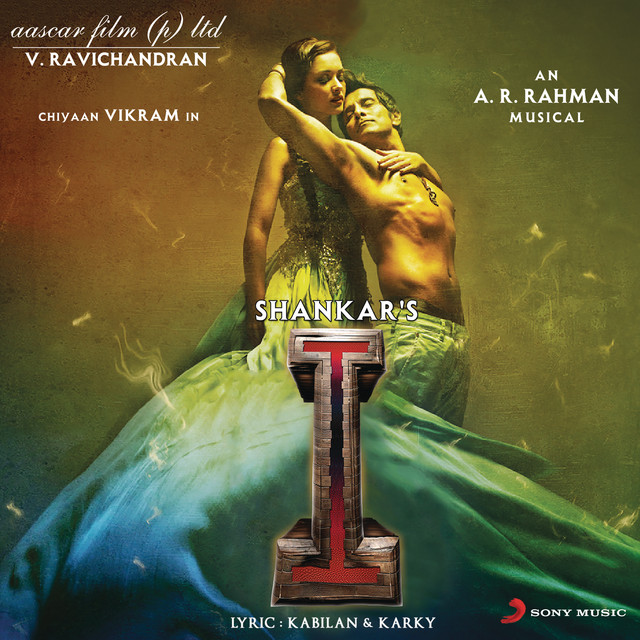 aascar film (p) ltd
V. RAVICHANDRAN
CHIYAAN VIKRAM IN
AN
A. R. RAHMAN
MUSICAL
SHANKAR'S
I
LYRIC : KABILAN & KARKY
SONY MUSIC